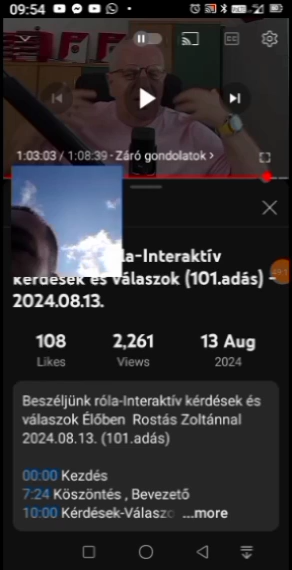 09:54
1:03:03 / 1:08:39 · Záró gondolatok >
la-Interaktív
kérdések és válaszok (101.adás) -
2024.08.13.
108 2,261 13 Aug
Likes Views 2024
Beszéljünk róla-Interaktív kérdések és
válaszok Élőben Rostás Zoltánnal
2024.08.13. (101.adás)
00:00 Kezdés
7:24 Köszöntés , Bevezető
10:00 Kérdések-Válaszo ...more